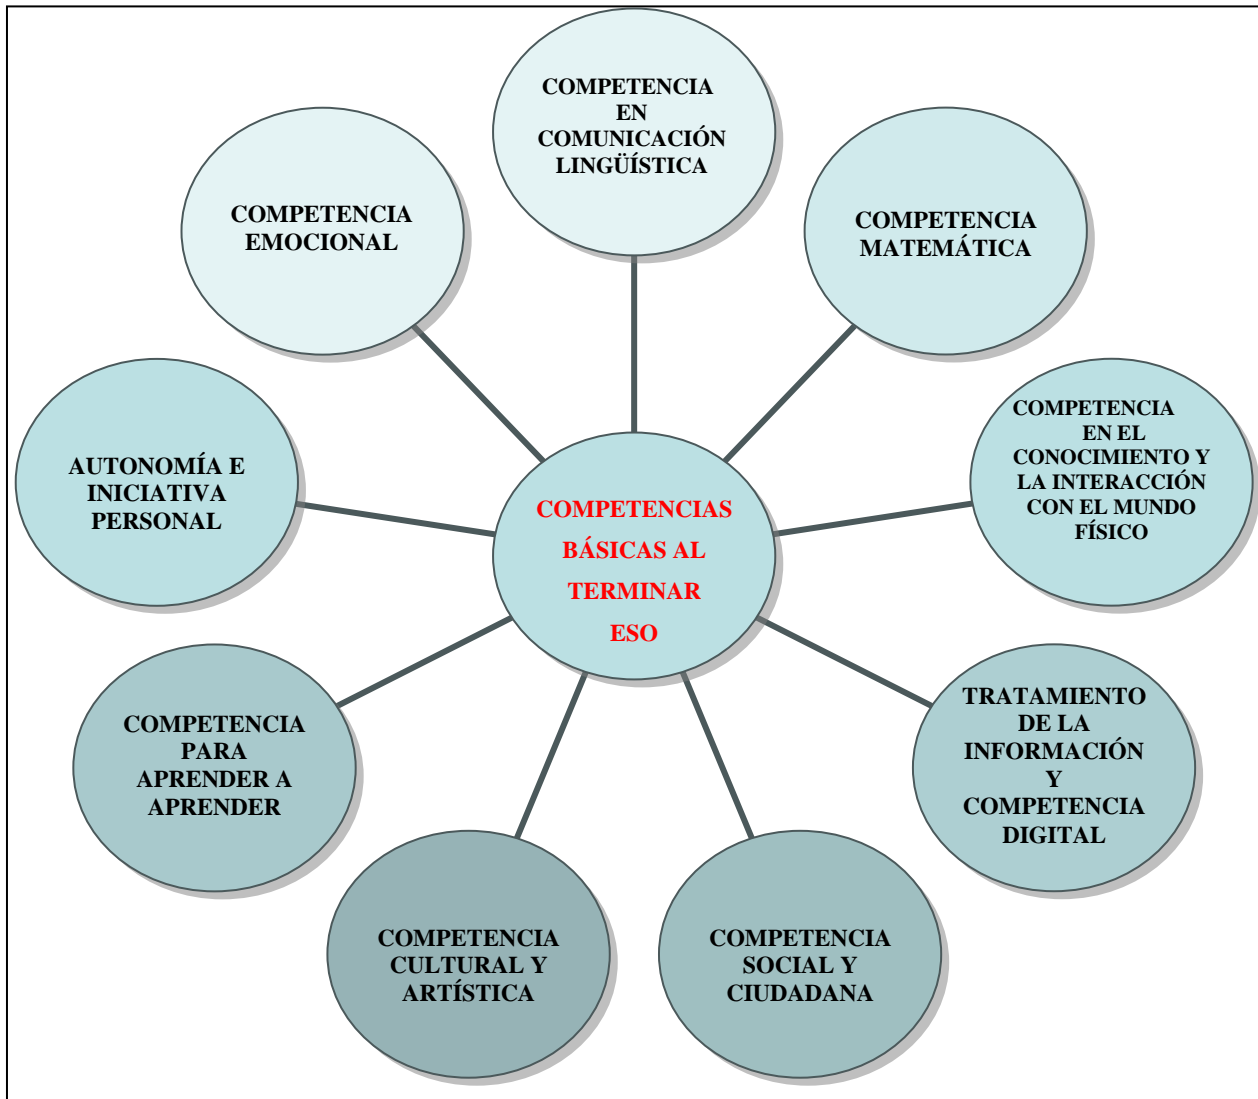 COMPETENCIA
EN
COMUNICACIÓN
LINGÜÍSTICA
COMPETENCIA
MATEMÁTICA
COMPETENCIA
EN EL
CONOCIMIENTO Y
LA INTERACCIÓN
CON EL MUNDO
FÍSICO
TRATAMIENTO
DE LA
INFORMACIÓN
Y
COMPETENCIA
DIGITAL
COMPETENCIA
SOCIAL Y
CIUDADANA
COMPETENCIA
CULTURAL Y
ARTÍSTICA
COMPETENCIA
PARA
APRENDER A
APRENDER
AUTONOMÍA E
INICIATIVA
PERSONAL
COMPETENCIA
EMOCIONAL
COMPETENCIAS
BÁSICAS AL
TERMINAR
ESO